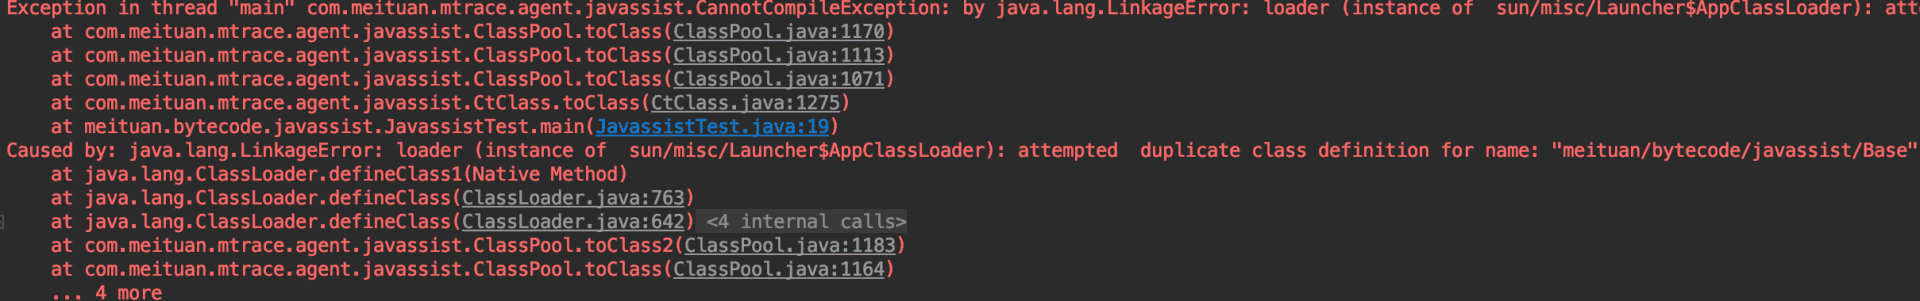 Exception in thread "main" com.meituan.mtrace.agent.javassist.CannotCompileException: by java.lang.LinkageError: loader (instance of  sun/misc/Launcher$AppClassLoader): att
at com.meituan.mtrace.agent.javassist.ClassPool.toClass(ClassPool.java:1170)
at com.meituan.mtrace.agent.javassist.ClassPool.toClass(ClassPool.java:1113)
at com.meituan.mtrace.agent.javassist.ClassPool.toClass(ClassPool.java:1071)
at com.meituan.mtrace.agent.javassist.CtClass.toClass(CtClass.java:1275)
at meituan.bytecode.javassist.JavassistTest.main(JavassistTest.java:19)
Caused by: java.lang.LinkageError: loader (instance of  sun/misc/Launcher$AppClassLoader): attempted  duplicate class definition for name: "meituan/bytecode/javassist/Base"
at java.lang.ClassLoader.defineClass1(Native Method)
at java.lang.ClassLoader.defineClass(ClassLoader.java:763)
at java.lang.ClassLoader.defineClass(ClassLoader.java:642) <4 internal calls>
at com.meituan.mtrace.agent.javassist.ClassPool.toClass2(ClassPool.java:1183)
at com.meituan.mtrace.agent.javassist.ClassPool.toClass(ClassPool.java:1164)
... 4 more